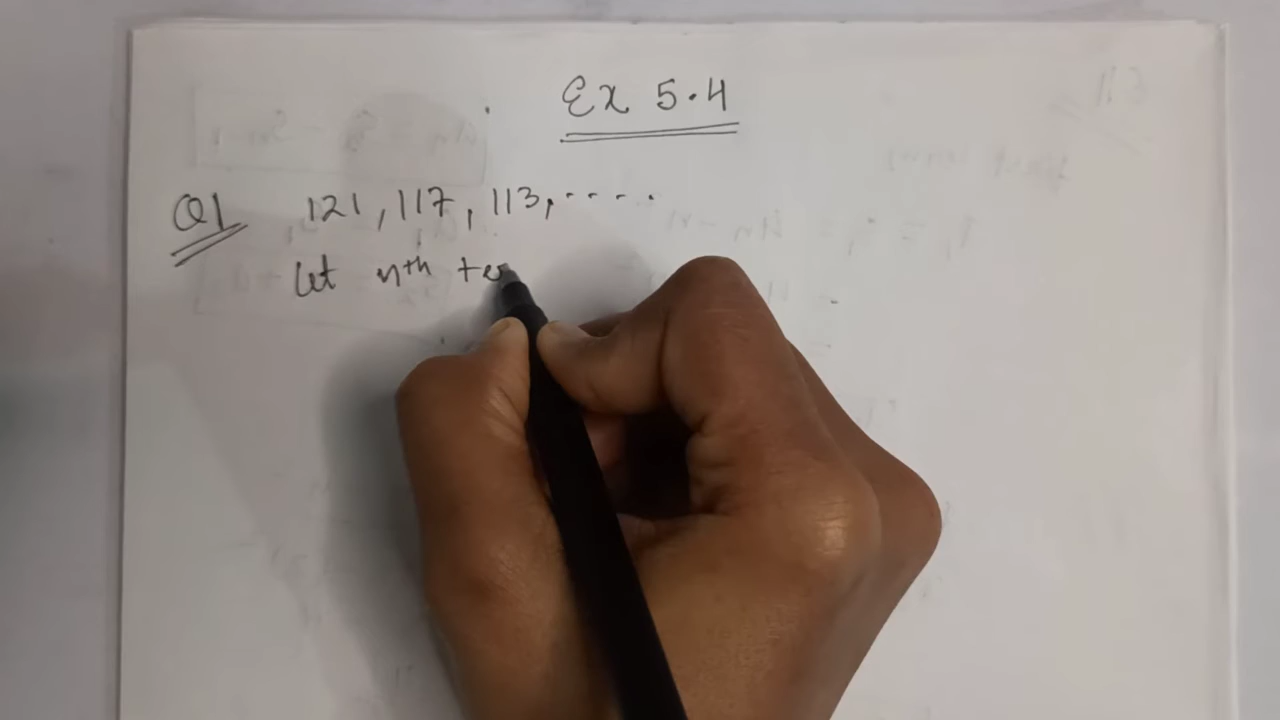 Ex 5.4
Q1 121, 117, 113, ....
Let nth te